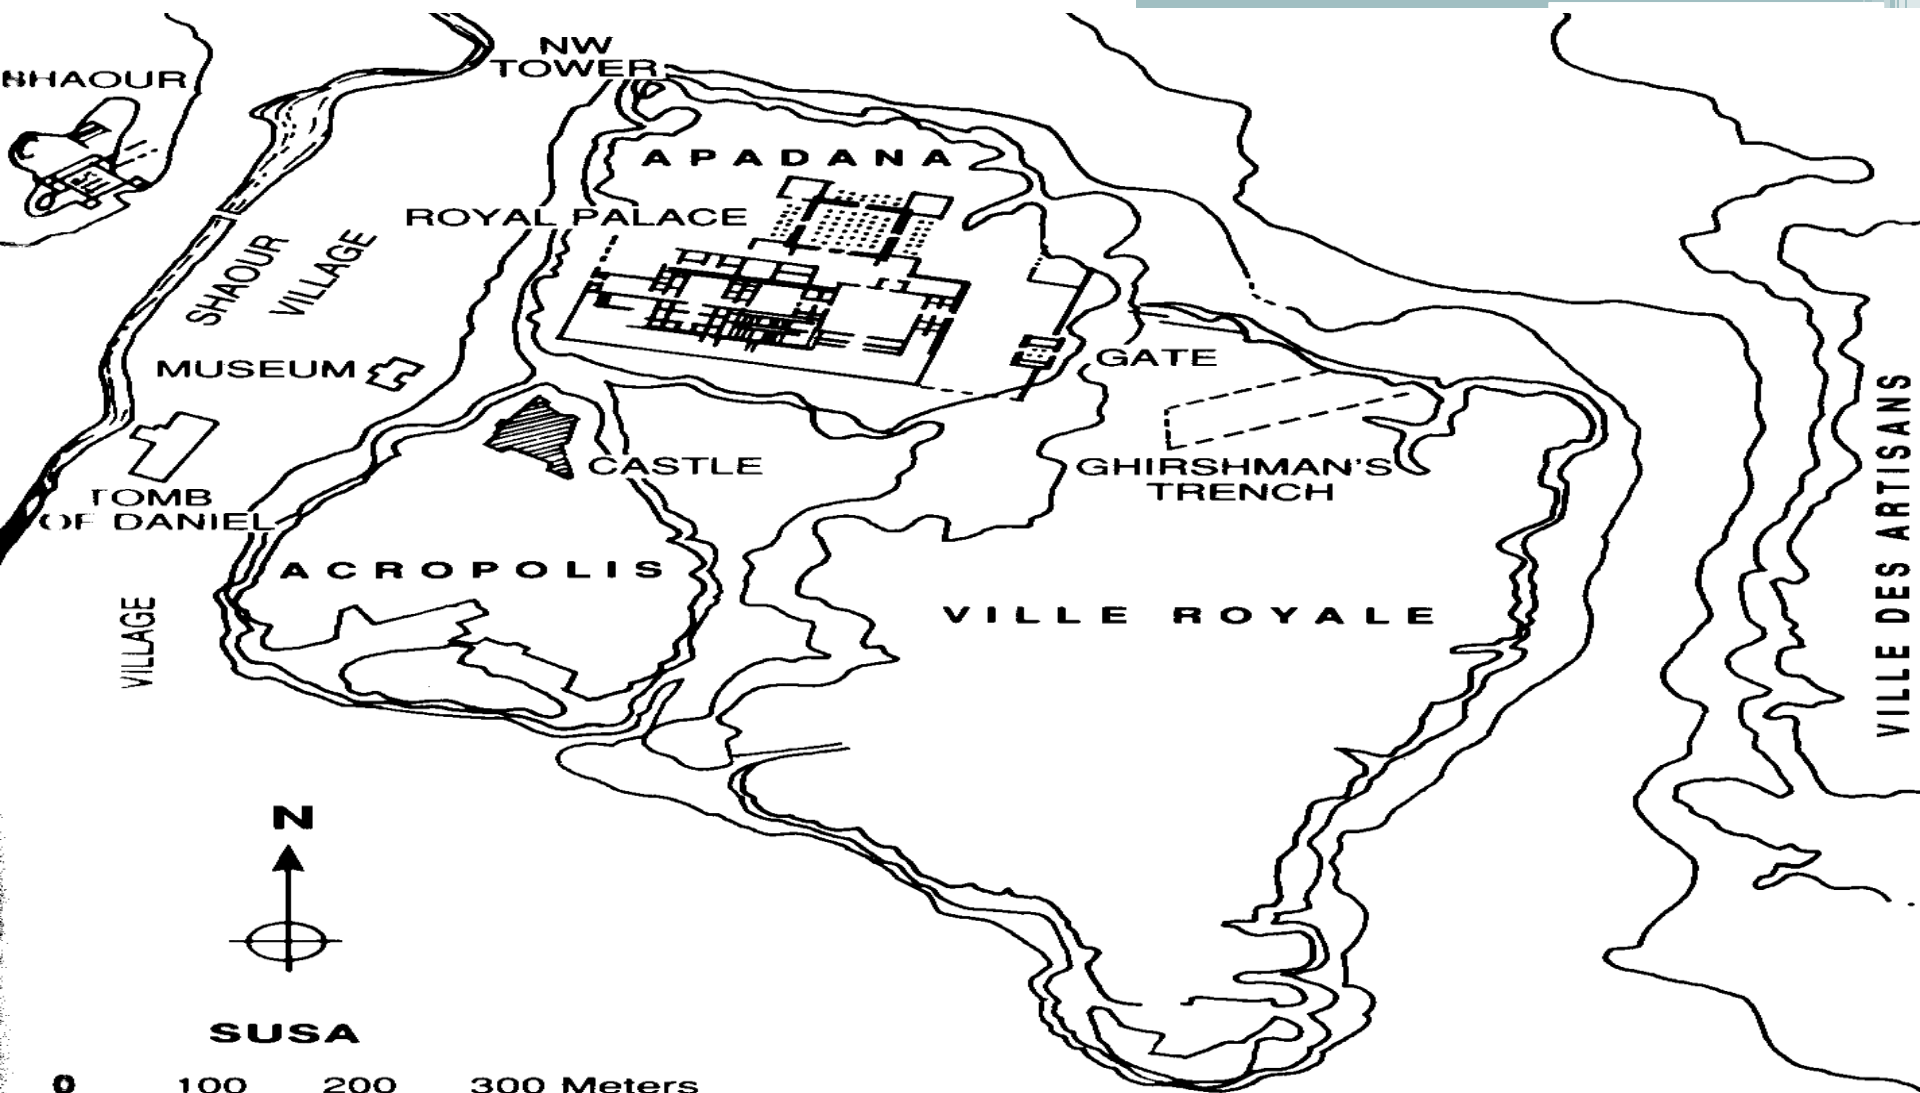 NW
TOWER
SHAOUR
APADANA
ROYAL PALACE
SHAOUR
VILLAGE
MUSEUM
GATE
CASTLE
GHIRSHMAN'S
TRENCH
TOMB
OF DANIEL
ACROPOLIS
VILLE ROYALE
VILLAGE
VILLE DES ARTISANS
N
SUSA
0 100 200 300 Meters